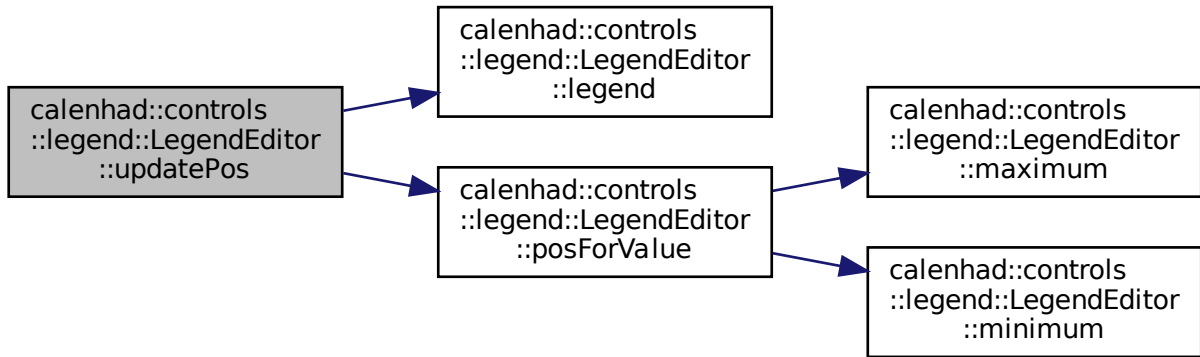 calenhad::controls
::legend::LegendEditor
::updatePos
calenhad::controls
::legend::LegendEditor
::legend
calenhad::controls
::legend::LegendEditor
::posForValue
calenhad::controls
::legend::LegendEditor
::maximum
calenhad::controls
::legend::LegendEditor
::minimum